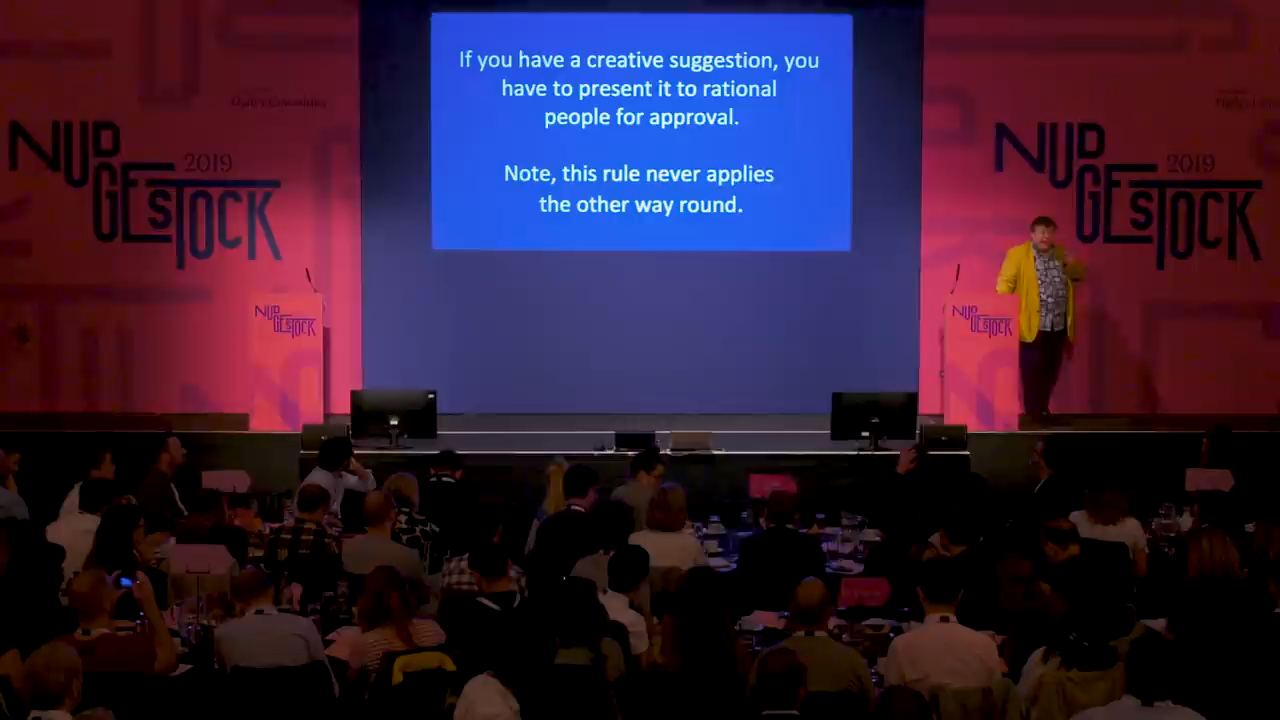 If you have a creative suggestion, you
have to present it to rational
people for approval.
Note, this rule never applies
the other way round.
NUDGESTOCK
2019
NUDGESTOCK
2019
NUDGESTOCK
NUDGESTOCK